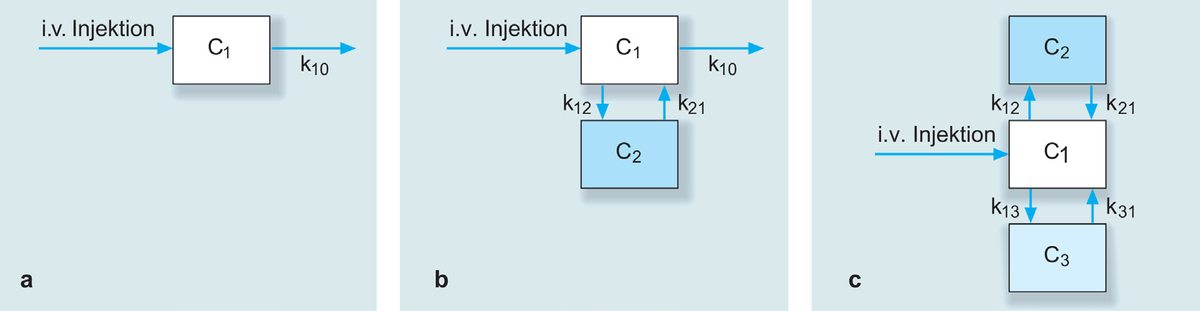 i.v. Injektion
C1
k10
a
i.v. Injektion
C1
k10
k12
k21
C2
b
C2
k12
k21
i.v. Injektion
C1
k13
k31
C3
c